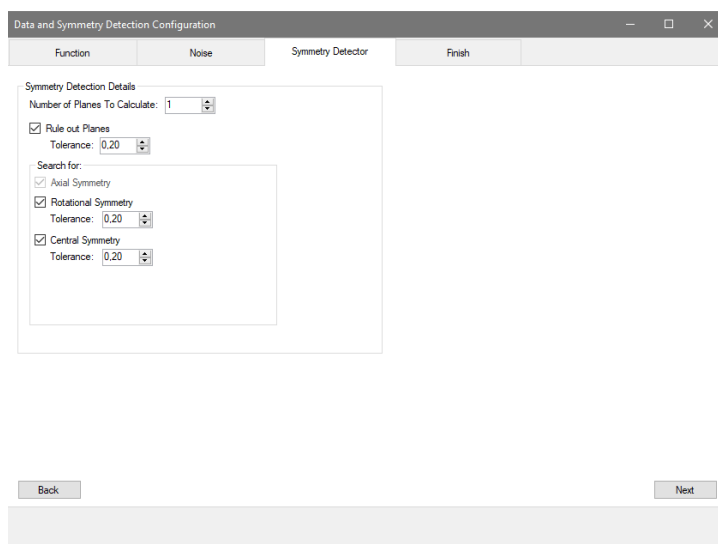 Data and Symmetry Detection Configuration
Function Noise Symmetry Detector Finish
Symmetry Detection Details
Number of Planes To Calculate: 1
Rule out Planes
Tolerance: 0,20
Search for:
Axial Symmetry
Rotational Symmetry
Tolerance: 0,20
Central Symmetry
Tolerance: 0,20
Back Next